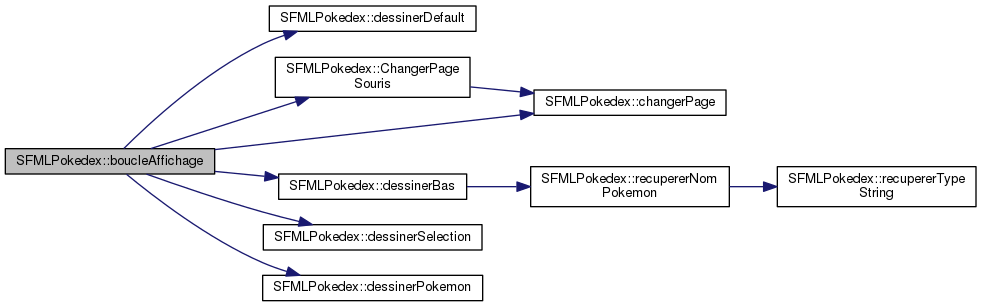 SFMLPokedex::dessinerDefault
SFMLPokedex::ChangerPage
Souris
SFMLPokedex::changerPage
SFMLPokedex::boucleAffichage
SFMLPokedex::dessinerBas
SFMLPokedex::recupererNom
Pokemon
SFMLPokedex::recupererType
String
SFMLPokedex::dessinerSelection
SFMLPokedex::dessinerPokemon